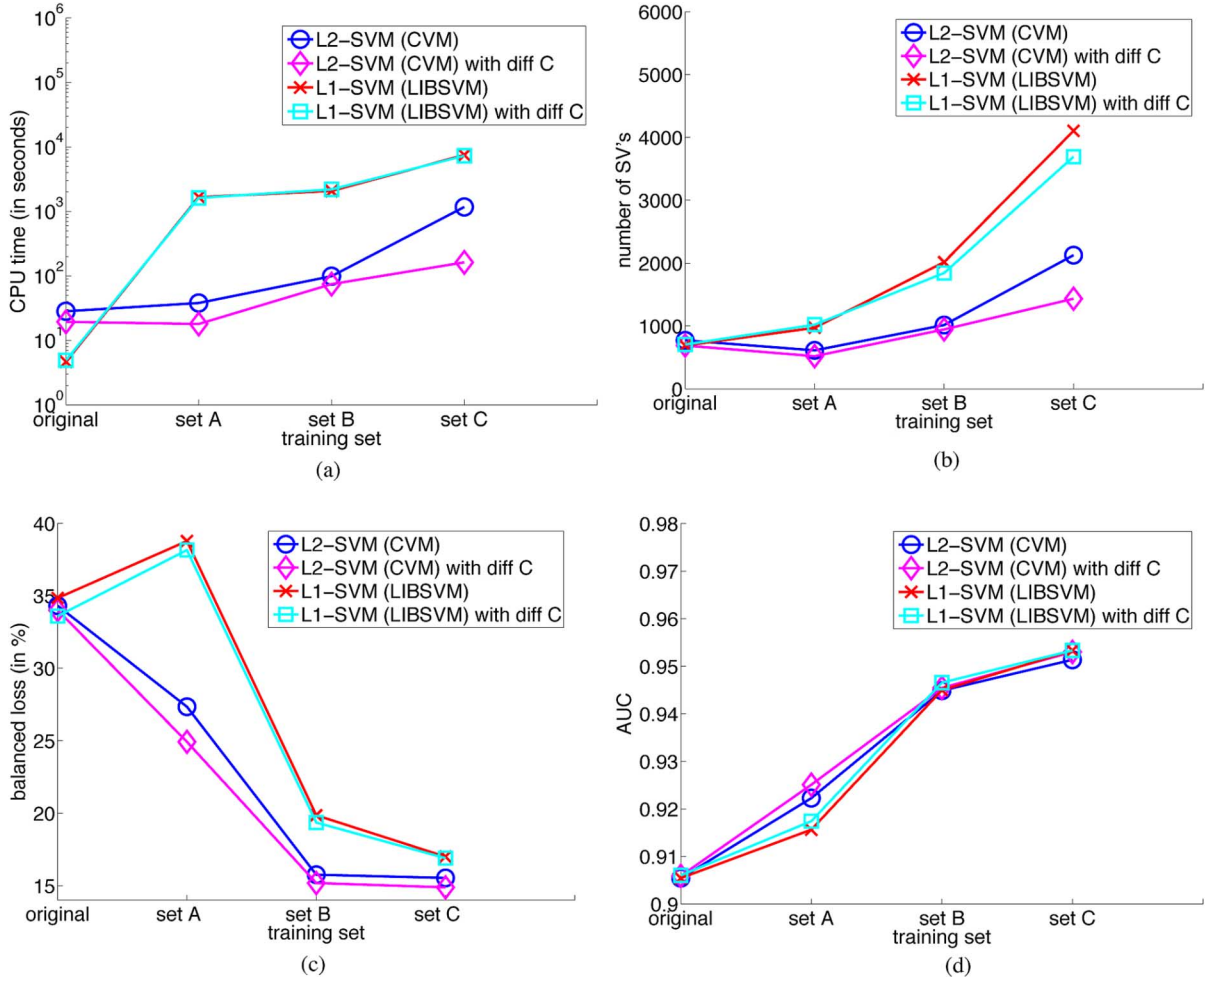 10^6
10^5
10^4
10^3
10^2
10^1
10^0
CPU time (in seconds)
L2−SVM (CVM)
L2−SVM (CVM) with diff C
L1−SVM (LIBSVM)
L1−SVM (LIBSVM) with diff C
original set A set B set C
training set
(a)
6000
5000
4000
3000
2000
1000
0
number of SV's
L2−SVM (CVM)
L2−SVM (CVM) with diff C
L1−SVM (LIBSVM)
L1−SVM (LIBSVM) with diff C
original set A set B set C
training set
(b)
40
35
30
25
20
15
balanced loss (in %)
L2−SVM (CVM)
L2−SVM (CVM) with diff C
L1−SVM (LIBSVM)
L1−SVM (LIBSVM) with diff C
original set A set B set C
training set
(c)
0.98
0.97
0.96
0.95
0.94
0.93
0.92
0.91
0.9
AUC
L2−SVM (CVM)
L2−SVM (CVM) with diff C
L1−SVM (LIBSVM)
L1−SVM (LIBSVM) with diff C
original set A set B set C
training set
(d)